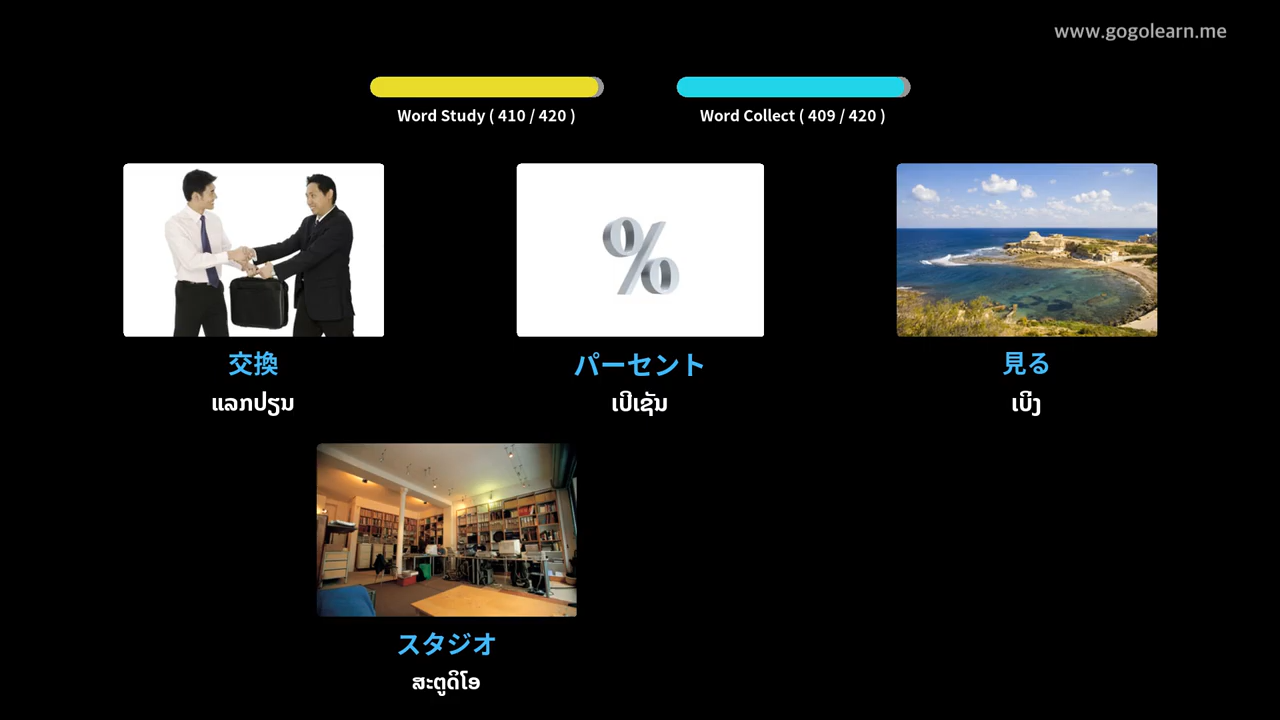 www.gogolearn.me
Word Study ( 410 / 420 )
Word Collect ( 409 / 420 )
%
交換
パーセント
見る
ແລກປຽນ
ເປີເຊັນ
ເບິງ
スタジオ
ສະຕູດິໂອ